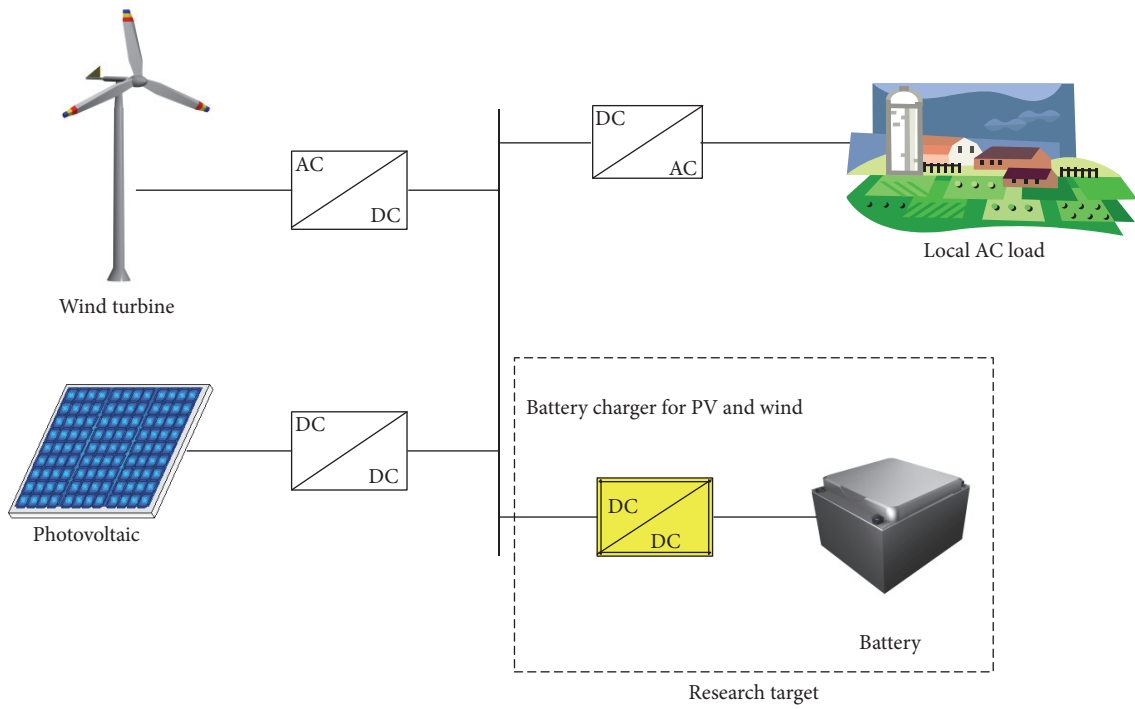 AC
DC
Wind turbine
DC
AC
Local AC load
DC
DC
Photovoltaic
Battery charger for PV and wind
DC
DC
Battery
Research target